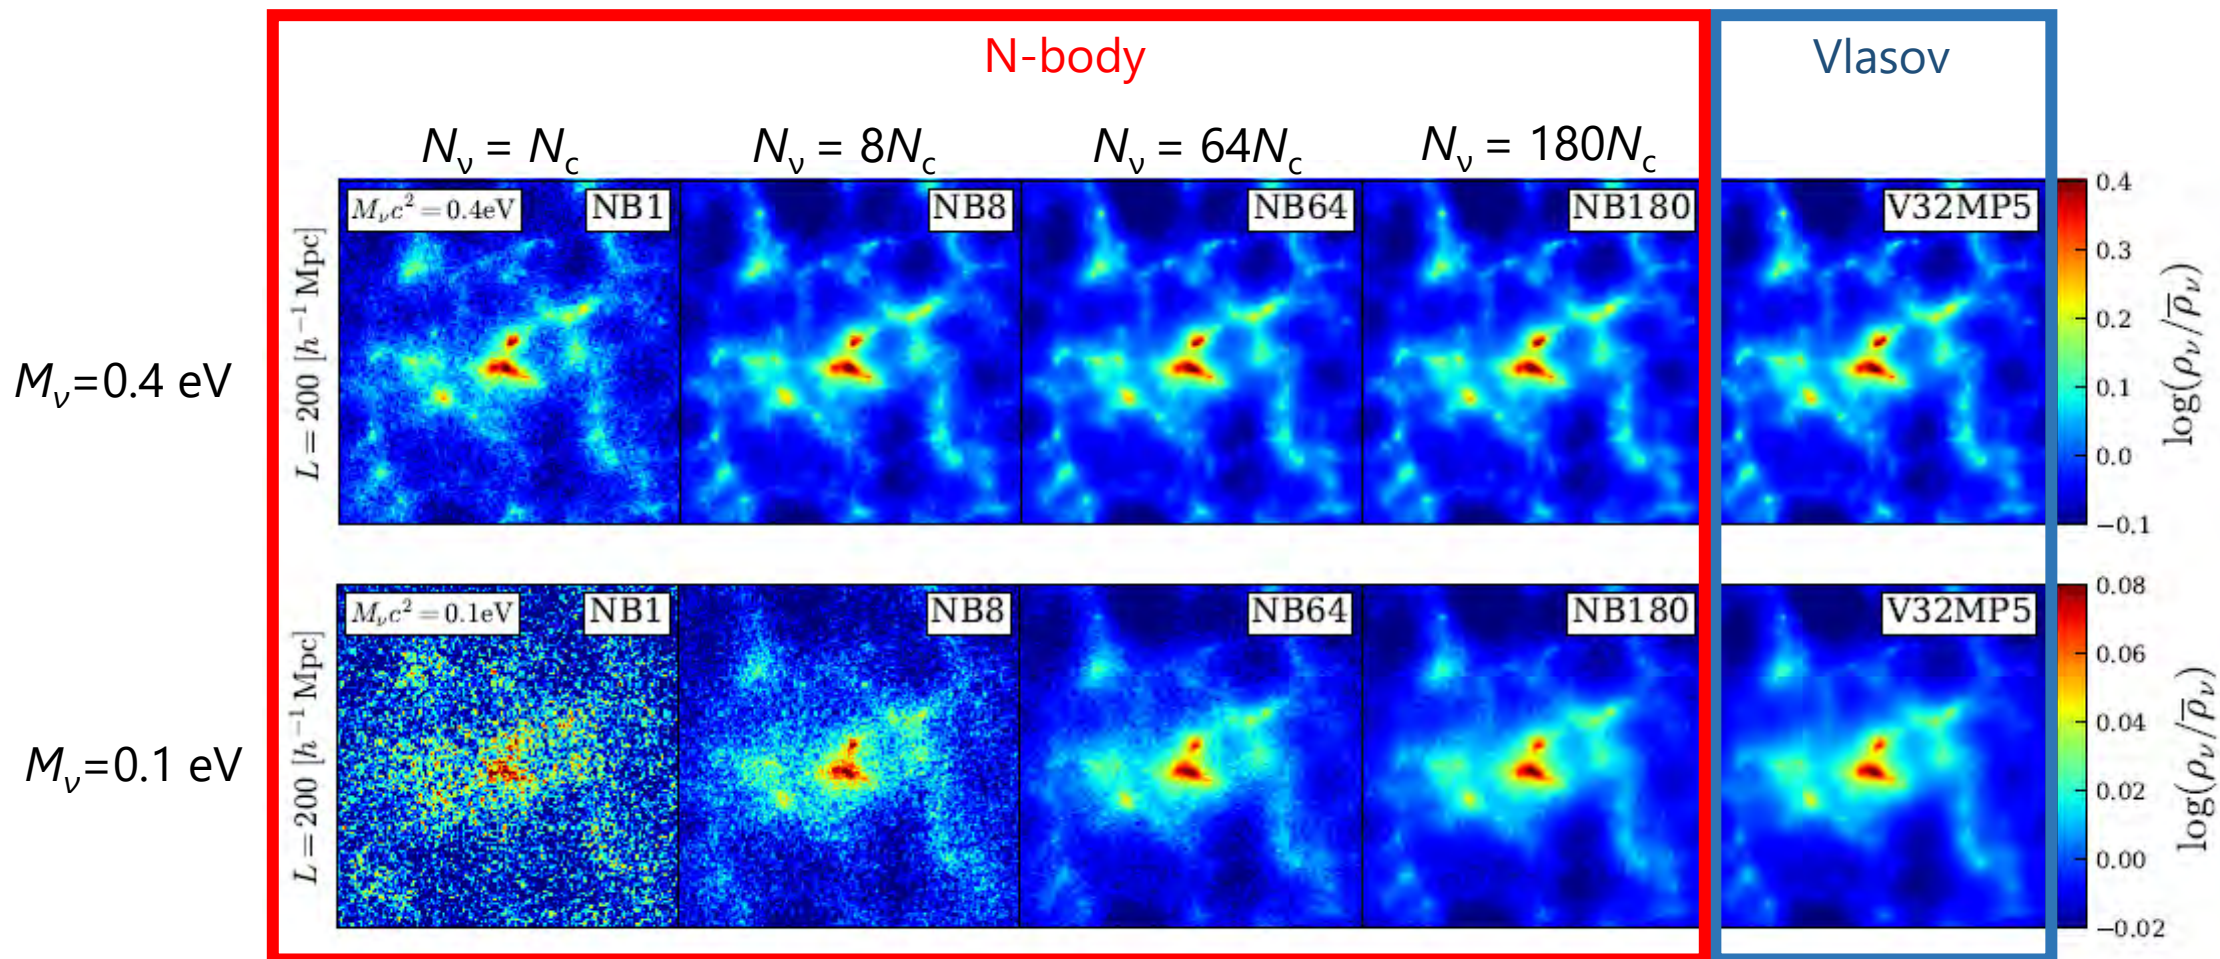 N-body
Vlasov
Nν = Nc
Nν = 8Nc
Nν = 64Nc
Nν = 180Nc
Mνc² = 0.4eV
NB1
NB8
NB64
NB180
V32MP5
L = 200 [h⁻¹ Mpc]
Mν=0.4 eV
0.4
0.3
0.2
0.1
0.0
−0.1
log(ρν/ρ̅ν)
Mνc² = 0.1eV
NB1
NB8
NB64
NB180
V32MP5
L = 200 [h⁻¹ Mpc]
Mν=0.1 eV
0.08
0.06
0.04
0.02
0.00
−0.02
log(ρν/ρ̅ν)